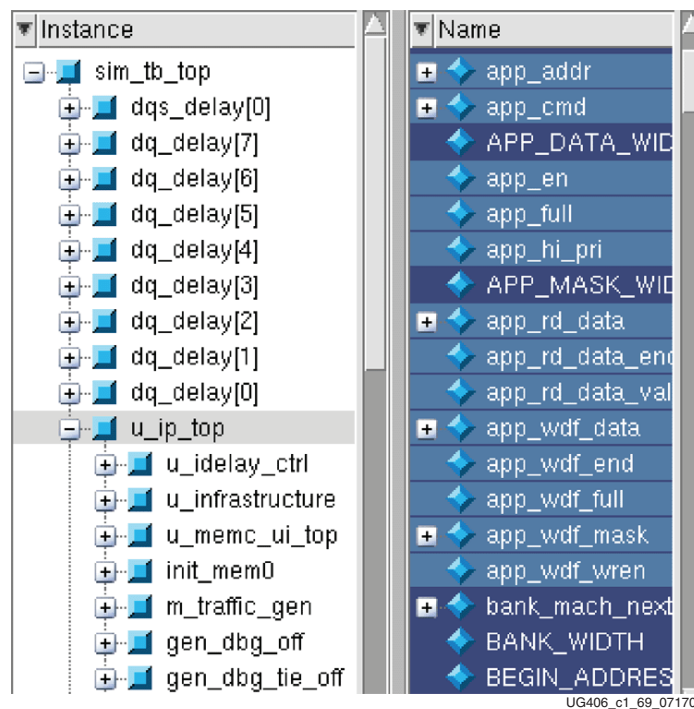 Instance
sim_tb_top
dqs_delay[0]
dq_delay[7]
dq_delay[6]
dq_delay[5]
dq_delay[4]
dq_delay[3]
dq_delay[2]
dq_delay[1]
dq_delay[0]
u_ip_top
u_idelay_ctrl
u_infrastructure
u_memc_ui_top
init_mem0
m_traffic_gen
gen_dbg_off
gen_dbg_tie_off
Name
app_addr
app_cmd
APP_DATA_WID
app_en
app_full
app_hi_pri
APP_MASK_WID
app_rd_data
app_rd_data_end
app_rd_data_val
app_wdf_data
app_wdf_end
app_wdf_full
app_wdf_mask
app_wdf_wren
bank_mach_next
BANK_WIDTH
BEGIN_ADDRES
UG406_c1_69_07170